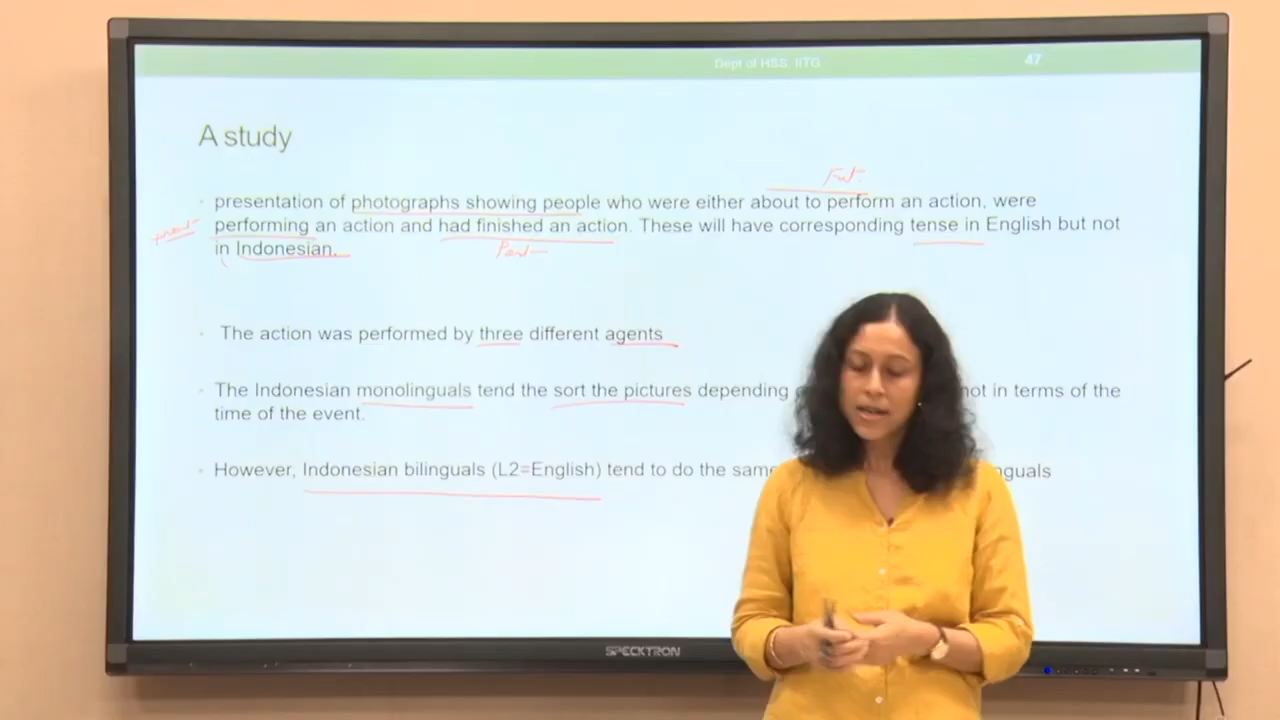 Dept of HSS, IITG
47
A study
Fut.
presentation of photographs showing people who were either about to perform an action, were
present
performing an action and had finished an action. These will have corresponding tense in English but not
in Indonesian.
Past
The action was performed by three different agents
The Indonesian monolinguals tend the sort the pictures depending not in terms of the
time of the event.
However, Indonesian bilinguals (L2=English) tend to do the same
SPECKTRON